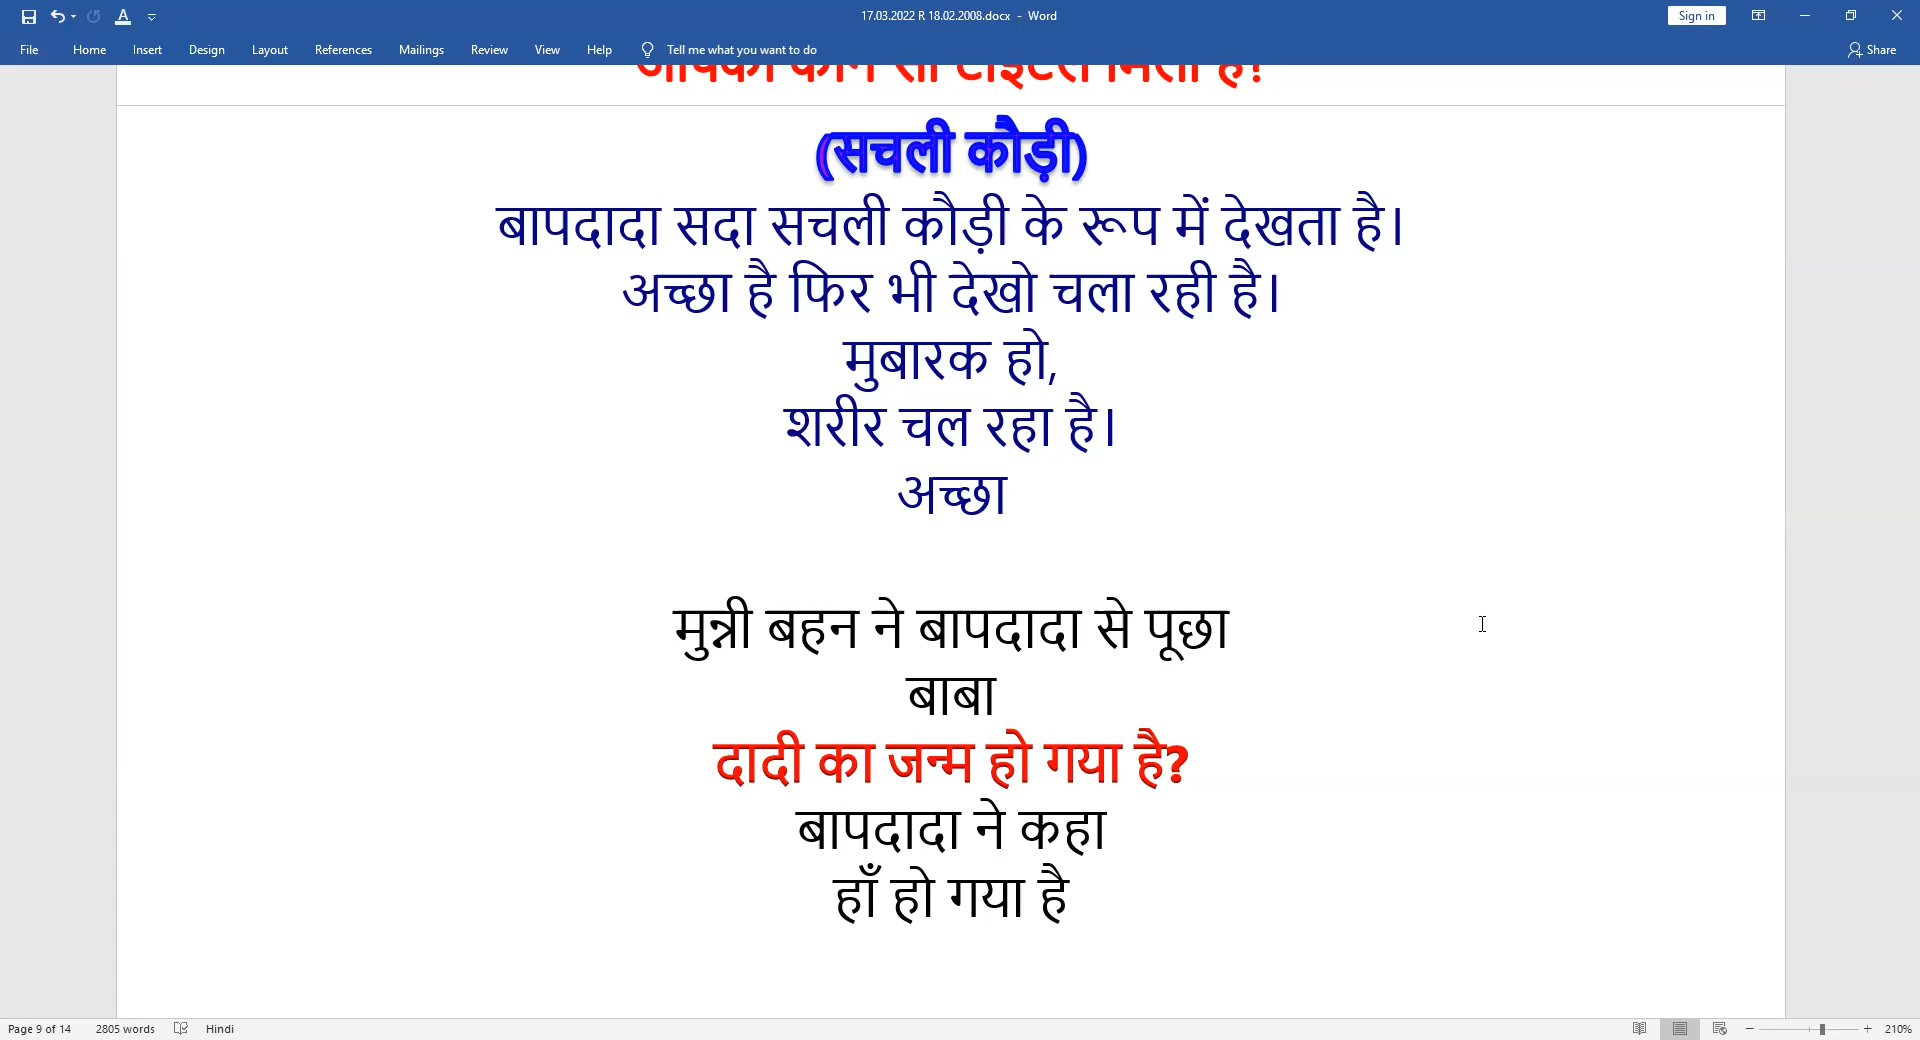 17.03.2022 R 18.02.2008.docx - Word
Sign in
File Home Insert Design Layout References Mailings Review View Help Tell me what you want to do Share
आपको कौन सा टाइटल मिला है?
(सचली कौड़ी)
बापदादा सदा सचली कौड़ी के रूप में देखता है।
अच्छा है फिर भी देखो चला रही है।
मुबारक हो,
शरीर चल रहा है।
अच्छा
मुन्नी बहन ने बापदादा से पूछा
बाबा
दादी का जन्म हो गया है?
बापदादा ने कहा
हाँ हो गया है
Page 9 of 14 2805 words Hindi 210%